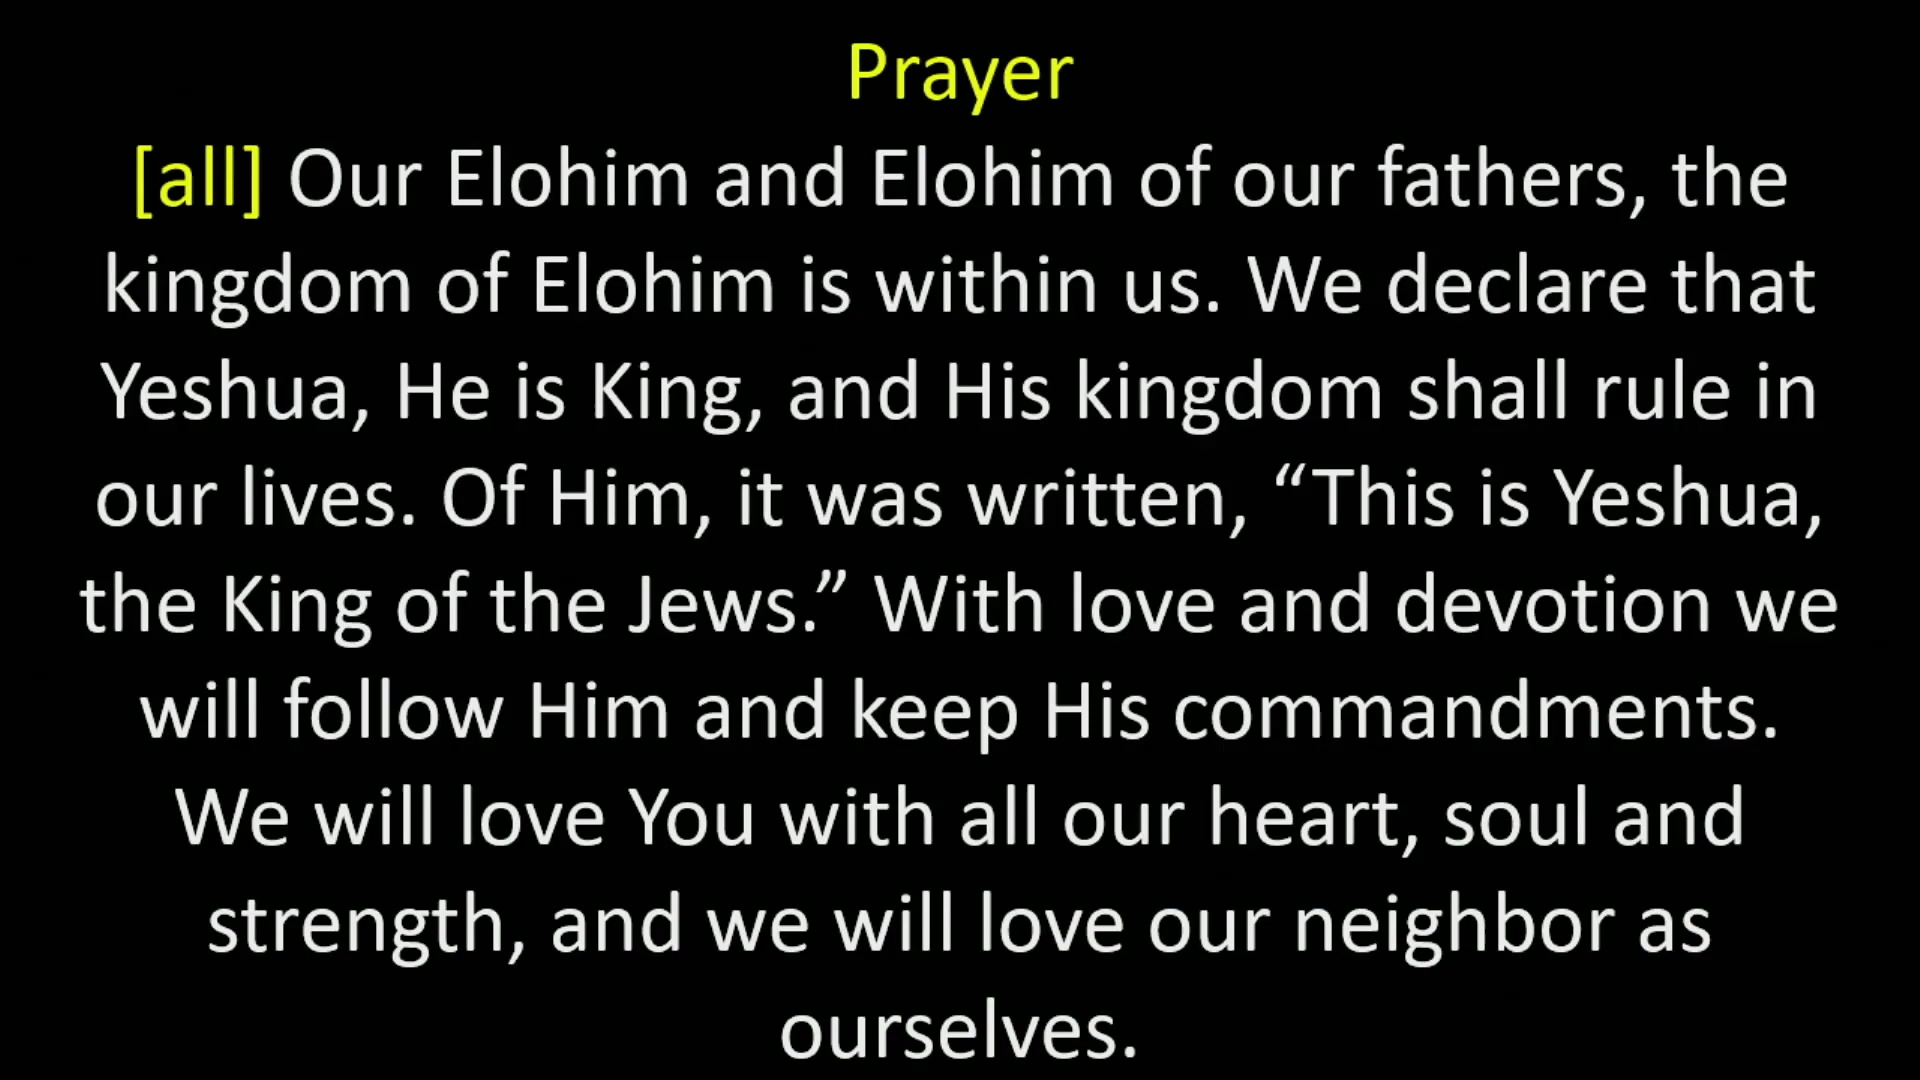 Prayer
[all] Our Elohim and Elohim of our fathers, the
kingdom of Elohim is within us. We declare that
Yeshua, He is King, and His kingdom shall rule in
our lives. Of Him, it was written, “This is Yeshua,
the King of the Jews.” With love and devotion we
will follow Him and keep His commandments.
We will love You with all our heart, soul and
strength, and we will love our neighbor as
ourselves.